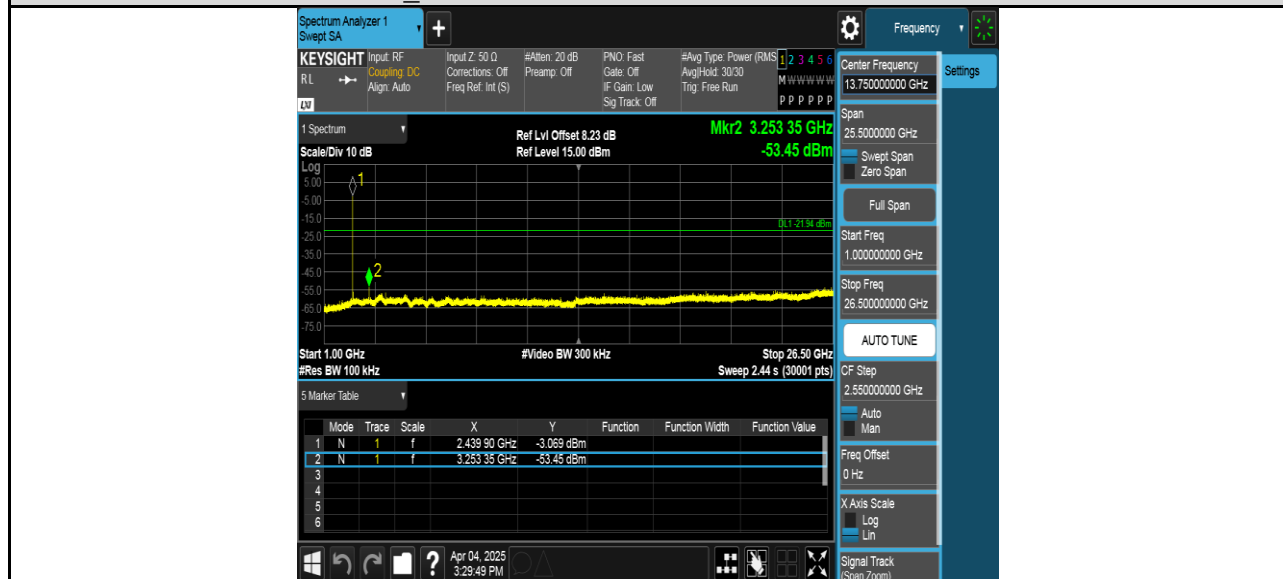 Spectrum Analyzer 1
Swept SA
+
Frequency
KEYSIGHT
RL
LXI
Input: RF
Coupling: DC
Align: Auto
Input Z: 50 Ω
Corrections: Off
Freq Ref: Int (S)
#Atten: 20 dB
Preamp: Off
PNO: Fast
Gate: Off
IF Gain: Low
Sig Track: Off
#Avg Type: Power (RMS
Avg|Hold: 30/30
Trig: Free Run
1 2 3 4 5 6
M W W W W W
P P P P P P
Center Frequency
13.750000000 GHz
Settings
Span
25.5000000 GHz
Swept Span
Zero Span
Full Span
Start Freq
1.000000000 GHz
Stop Freq
26.500000000 GHz
AUTO TUNE
CF Step
2.550000000 GHz
Auto
Man
Freq Offset
0 Hz
X Axis Scale
Log
Lin
Signal Track
(Span Zoom)
1 Spectrum
Scale/Div 10 dB
Ref Lvl Offset 8.23 dB
Ref Level 15.00 dBm
Mkr2 3.253 35 GHz
-53.45 dBm
Log
5.00
-5.00
-15.0
-25.0
-35.0
-45.0
-55.0
-65.0
-75.0
1
2
DL1 -21.94 dBm
Start 1.00 GHz
#Res BW 100 kHz
#Video BW 300 kHz
Stop 26.50 GHz
Sweep 2.44 s (30001 pts)
5 Marker Table
Mode Trace Scale X Y Function Function Width Function Value
1 N 1 f 2.439 90 GHz -3.069 dBm
2 N 1 f 3.253 35 GHz -53.45 dBm
3
4
5
6
?
Apr 04, 2025
3:29:49 PM